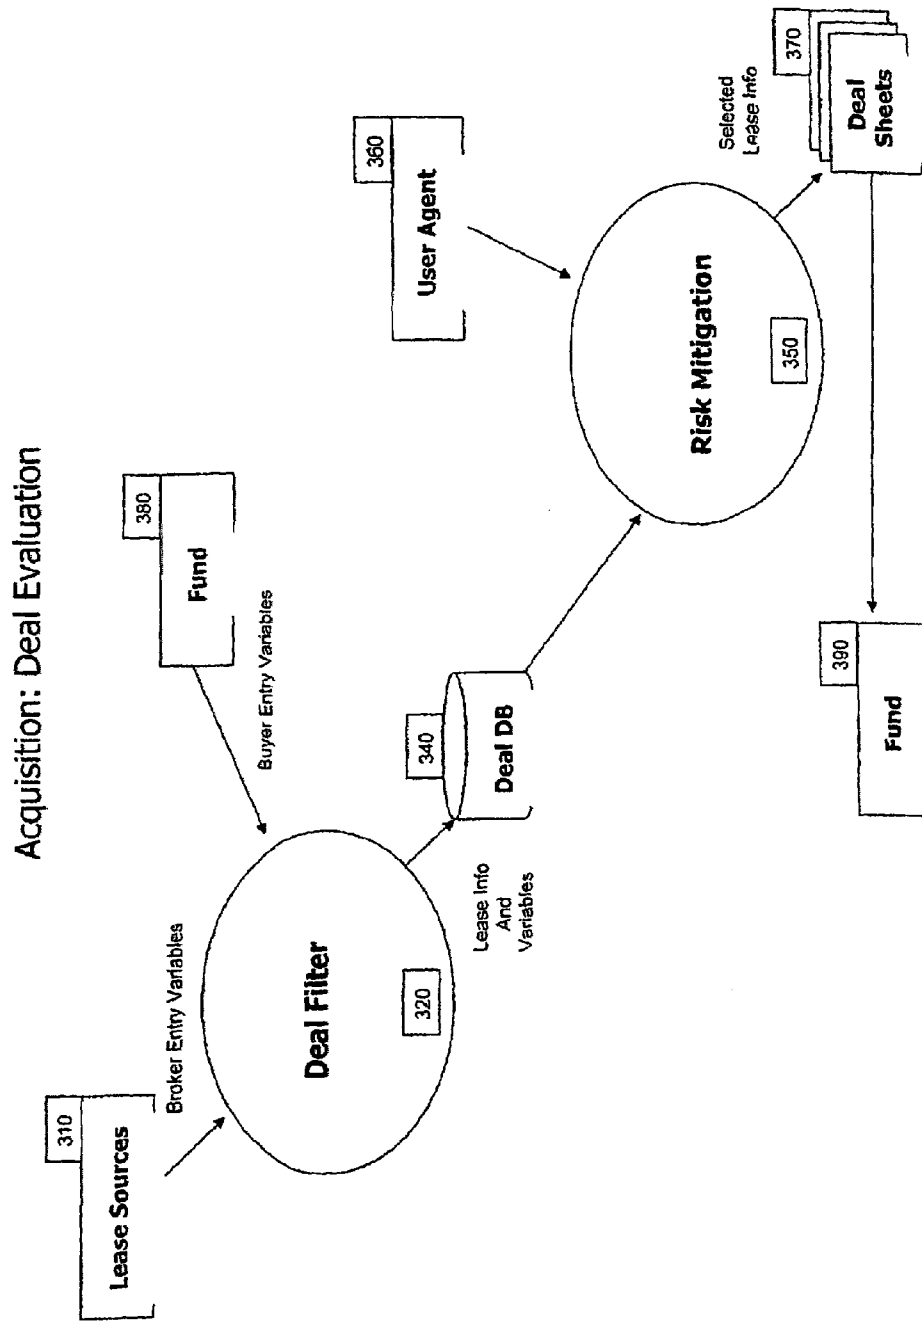 Acquisition: Deal Evaluation
310
Lease Sources
Broker Entry Variables
Deal Filter
320
380
Fund
Buyer Entry Variables
Lease Info
And
Variables
340
Deal DB
360
User Agent
Risk Mitigation
350
Selected
Lease Info
370
Deal
Sheets
390
Fund